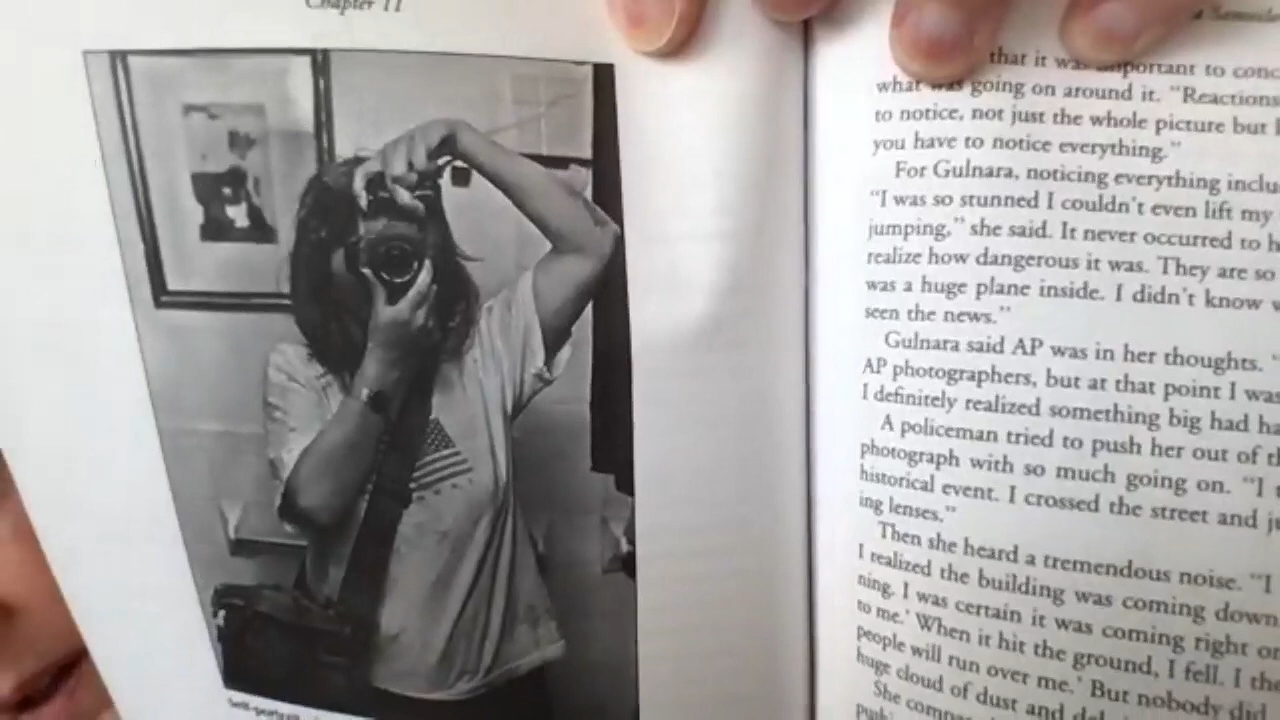 Chapter 11
Self-portrait
that it was important to conc
what was going on around it. "Reactions
to notice, not just the whole picture but
you have to notice everything."
For Gulnara, noticing everything inclu
"I was so stunned I couldn't even lift my
jumping," she said. It never occurred to h
realize how dangerous it was. They are so
was a huge plane inside. I didn't know
seen the news."
Gulnara said AP was in her thoughts. "
AP photographers, but at that point I was
I definitely realized something big had ha
A policeman tried to push her out of th
photograph with so much going on. "I
historical event. I crossed the street and ju
ing lenses."
Then she heard a tremendous noise. "I
I realized the building was coming down
ning. I was certain it was coming right on
to me.' When it hit the ground, I fell. I the
people will run over me.' But nobody did
huge cloud of dust and
She